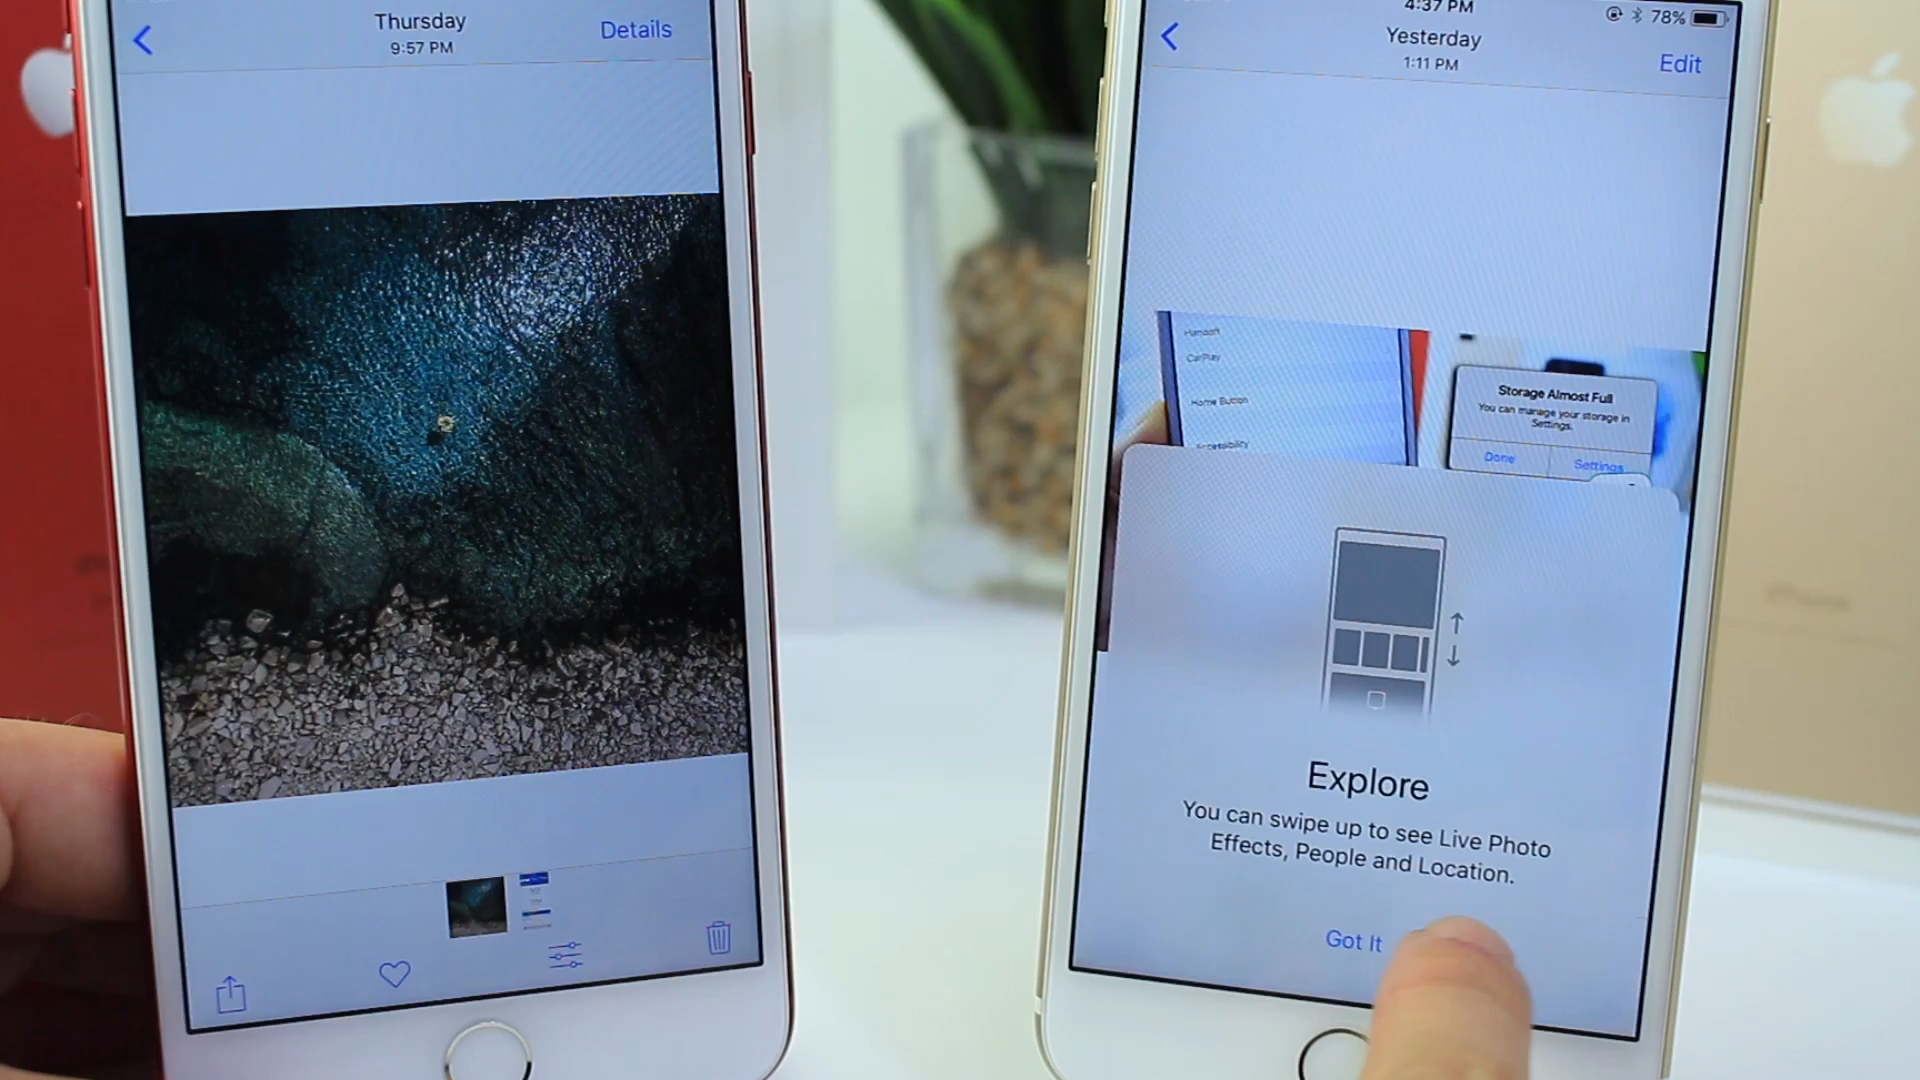 Thursday
9:57 PM
Details
4:37 PM
78%
Yesterday
1:11 PM
Edit
Handoff
CarPlay
Home Button
Accessibility
Storage Almost Full
You can manage your storage in
Settings.
Done
Settings
Explore
You can swipe up to see Live Photo
Effects, People and Location.
Got It